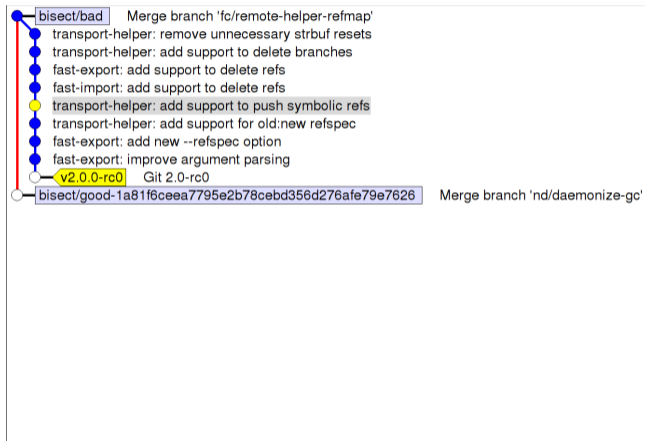 bisect/bad Merge branch 'fc/remote-helper-refmap'
transport-helper: remove unnecessary strbuf resets
transport-helper: add support to delete branches
fast-export: add support to delete refs
fast-import: add support to delete refs
transport-helper: add support to push symbolic refs
transport-helper: add support for old:new refspec
fast-export: add new --refspec option
fast-export: improve argument parsing
v2.0.0-rc0 Git 2.0-rc0
bisect/good-1a81f6ceea7795e2b78cebd356d276afe79e7626 Merge branch 'nd/daemonize-gc'